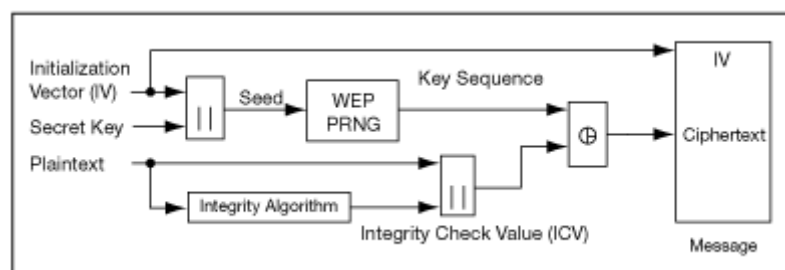 Initialization
Vector (IV)
Secret Key
Plaintext
||
Seed
WEP
PRNG
Key Sequence
Integrity Algorithm
||
Integrity Check Value (ICV)
⊕
IV
Ciphertext
Message